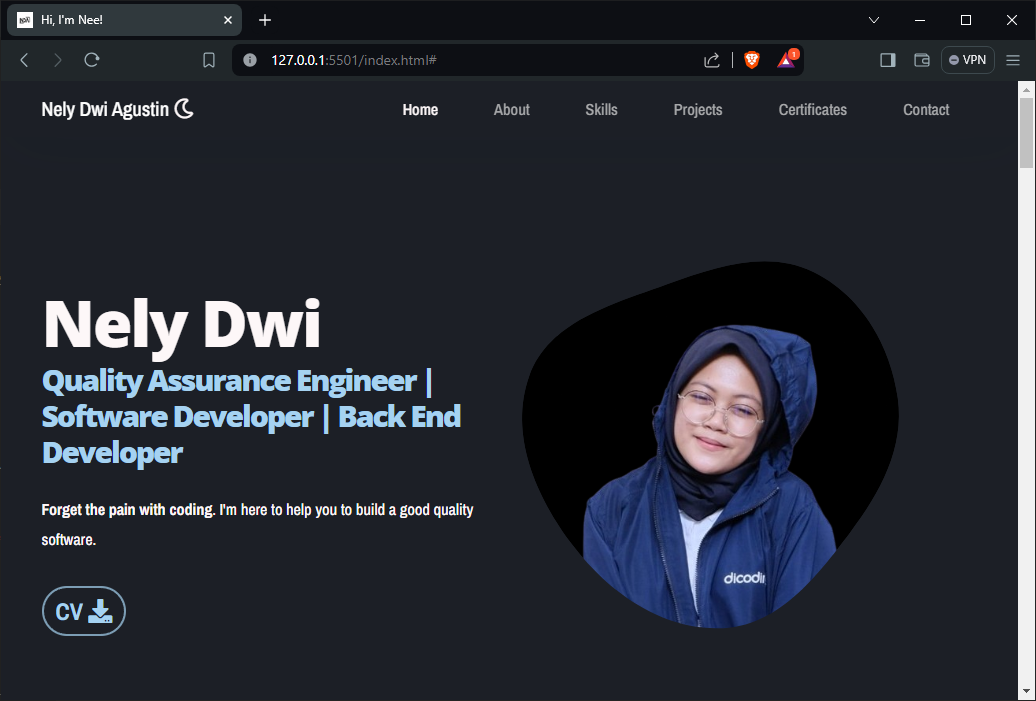 Hi, I'm Nee!
127.0.0.1:5501/index.html#
1
VPN
Nely Dwi Agustin
Home About Skills Projects Certificates Contact
Nely Dwi
Quality Assurance Engineer |
Software Developer | Back End
Developer
Forget the pain with coding. I'm here to help you to build a good quality
software.
CV